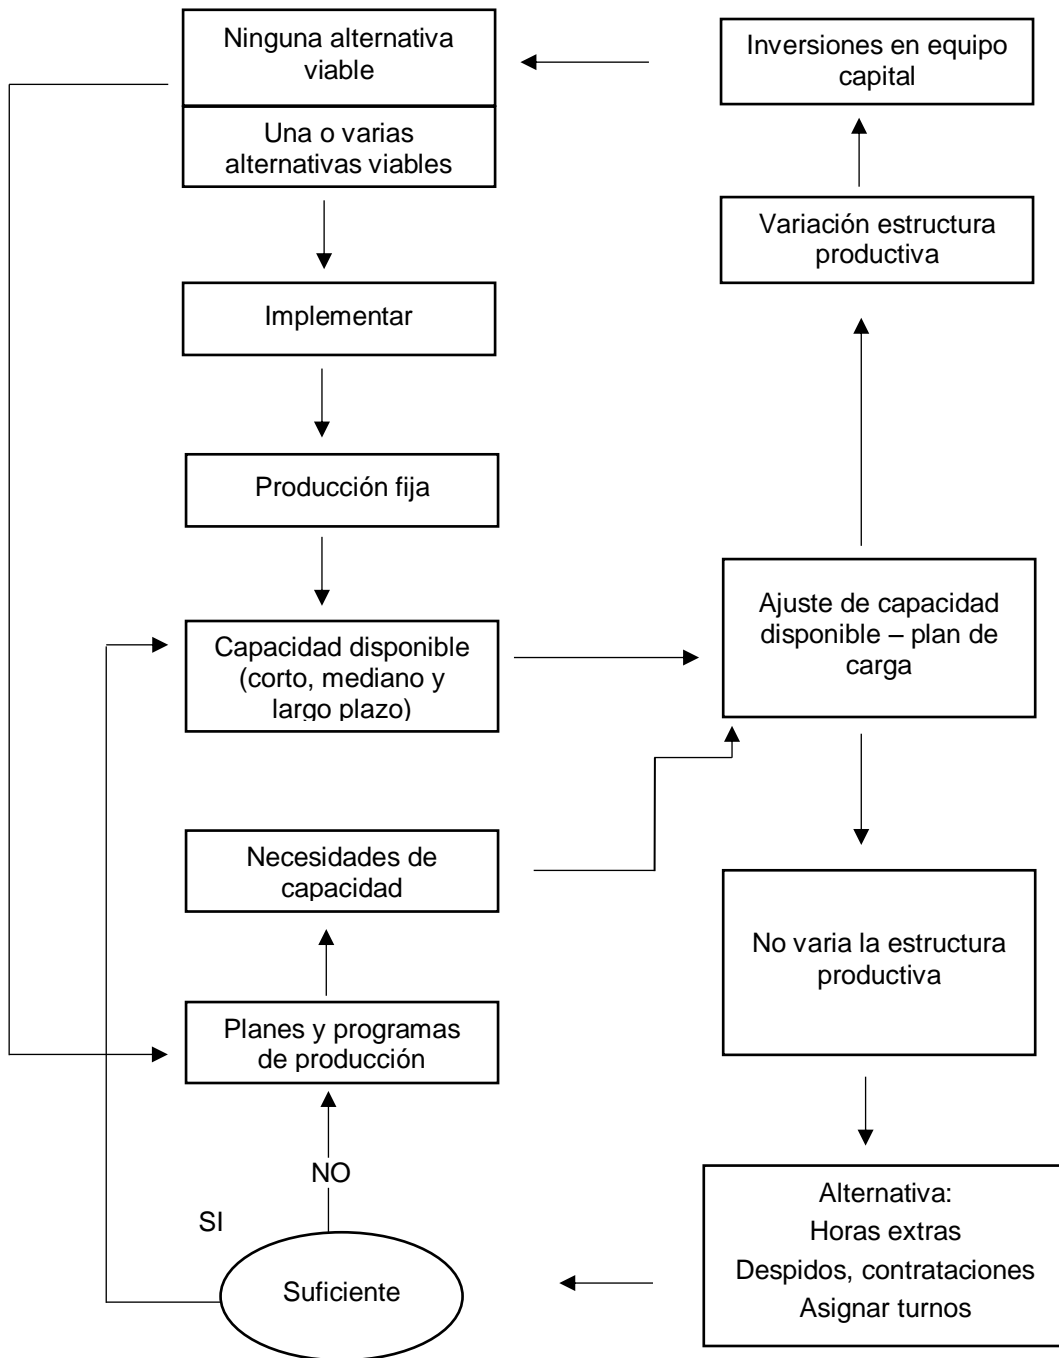 Ninguna alternativa
viable
Una o varias
alternativas viables
Implementar
Producción fija
Capacidad disponible
(corto, mediano y
largo plazo)
Necesidades de
capacidad
Planes y programas
de producción
NO
SI
Suficiente
Inversiones en equipo
capital
Variación estructura
productiva
Ajuste de capacidad
disponible – plan de
carga
No varia la estructura
productiva
Alternativa:
Horas extras
Despidos, contrataciones
Asignar turnos